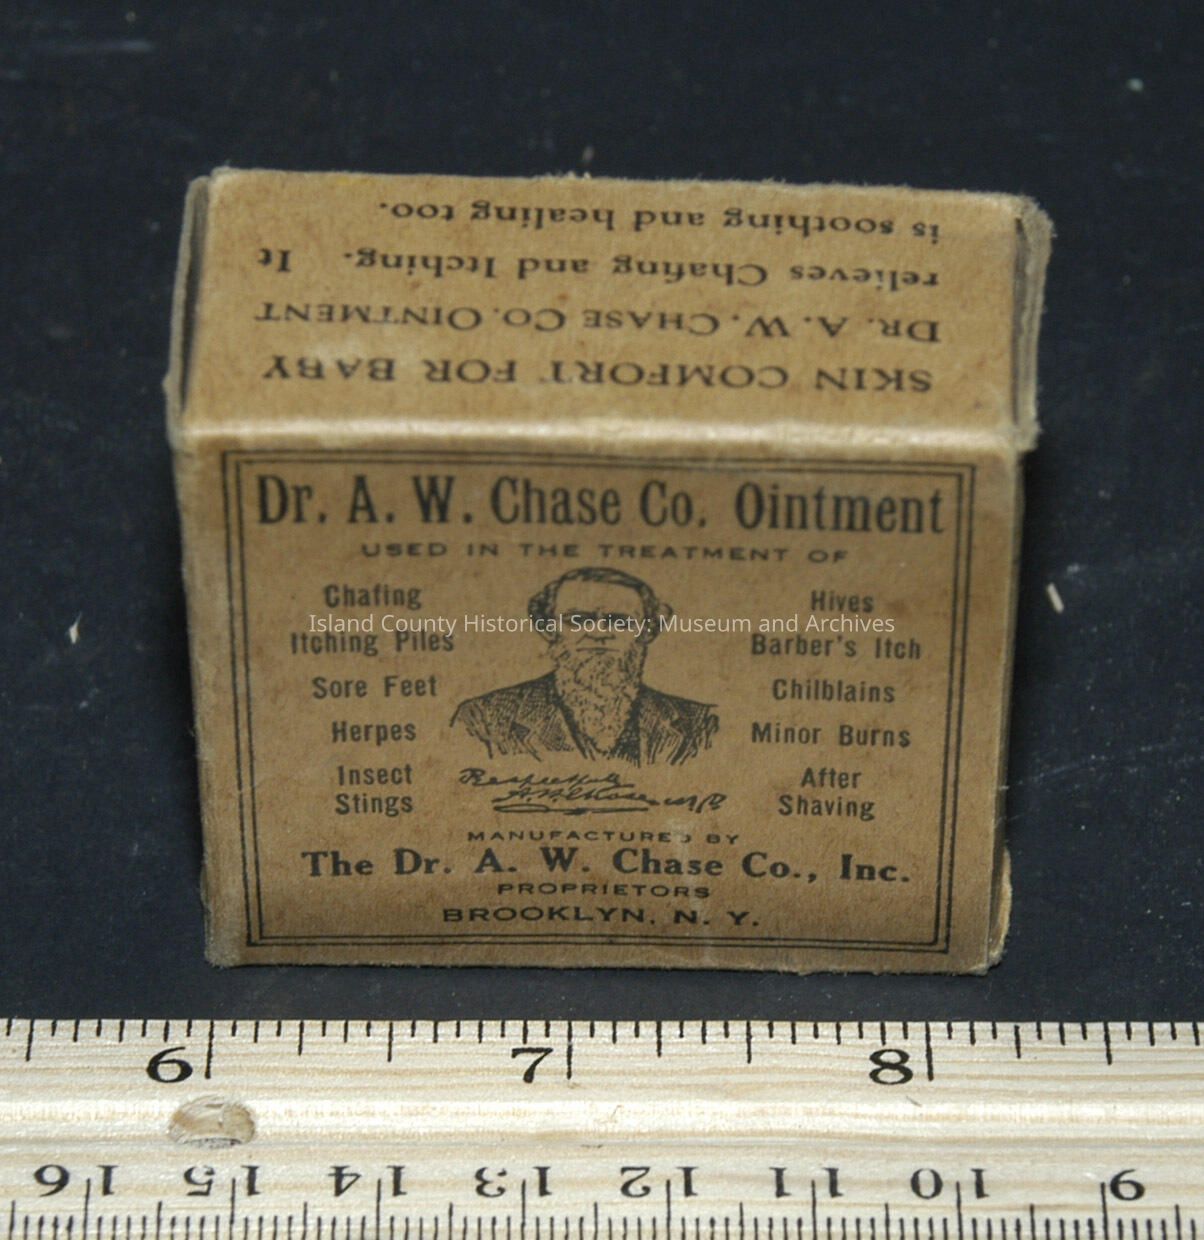 SKIN COMFORT FOR BABY
DR. A. W. CHASE CO. OINTMENT
relieves Chafing and Itching. It
is soothing and healing too.
Dr. A. W. Chase Co. Ointment
USED IN THE TREATMENT OF
Chafing
Itching Piles
Sore Feet
Herpes
Insect
Stings
Hives
Barber's Itch
Chilblains
Minor Burns
After
Shaving
Respectfully
A. W. Chase M D
MANUFACTURED BY
The Dr. A. W. Chase Co., Inc.
PROPRIETORS
BROOKLYN, N. Y.
Island County Historical Society: Museum and Archives
6 7 8
16 15 14 13 12 11 10 9